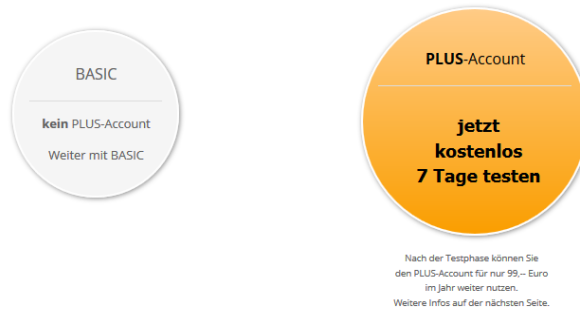 BASIC
kein PLUS-Account
Weiter mit BASIC
PLUS-Account
jetzt
kostenlos
7 Tage testen
Nach der Testphase können Sie
den PLUS-Account für nur 99,-- Euro
im Jahr weiter nutzen.
Weitere Infos auf der nächsten Seite.